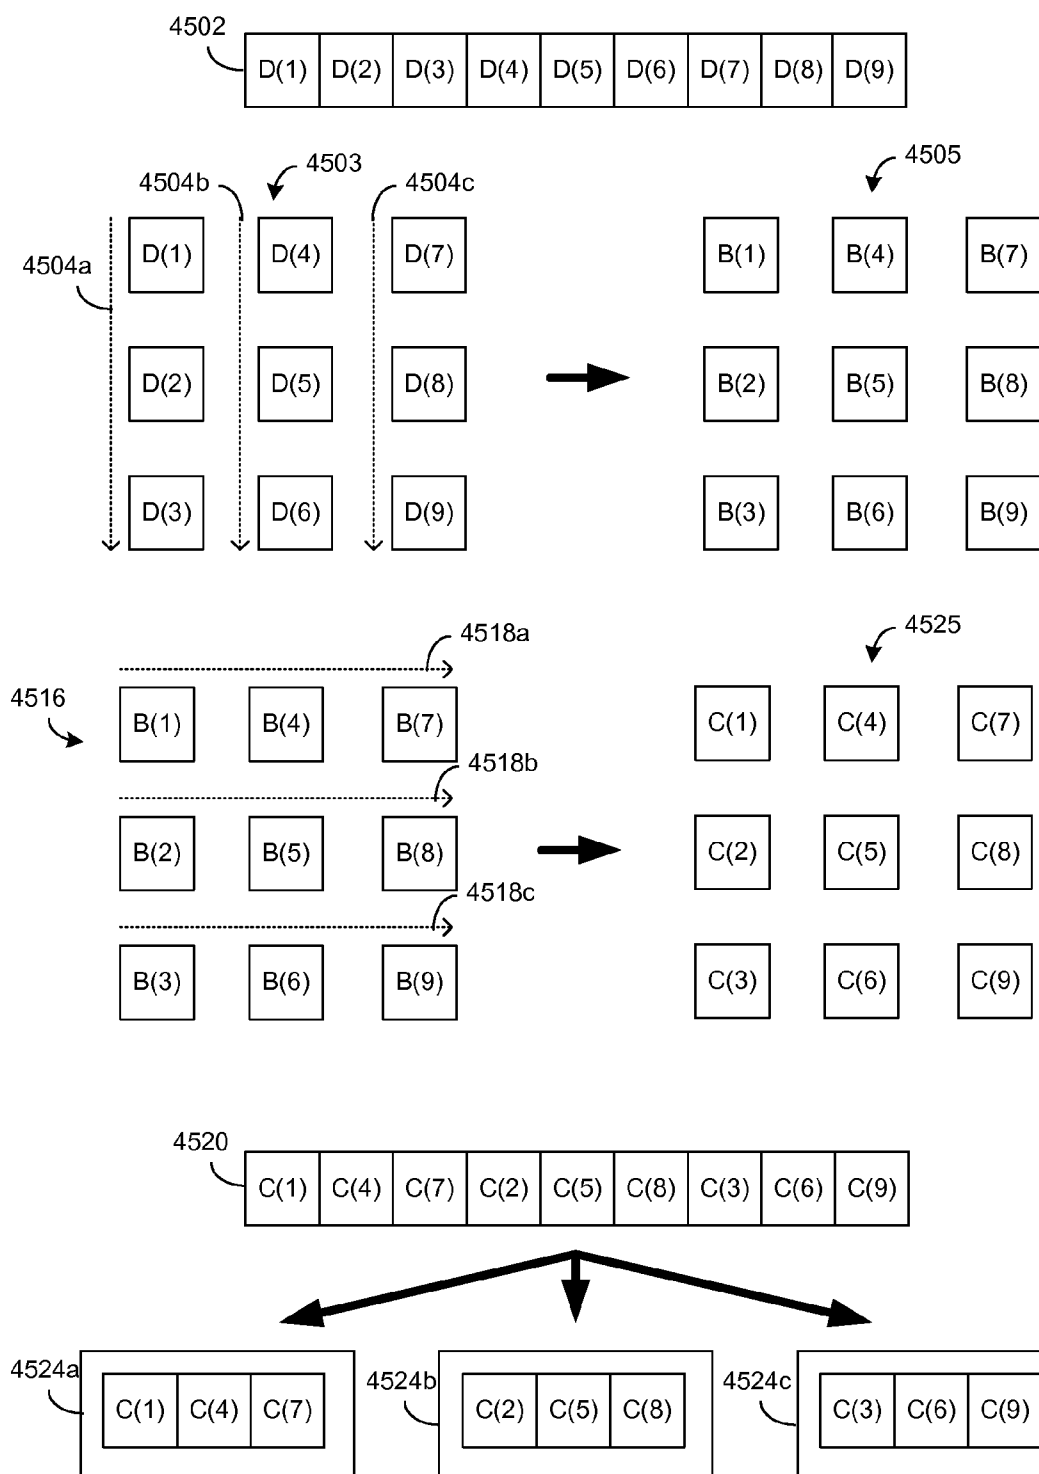 4502
D(1) D(2) D(3) D(4) D(5) D(6) D(7) D(8) D(9)
4503 4505
4504b 4504c
4504a
D(1) D(4) D(7) B(1) B(4) B(7)
D(2) D(5) D(8) B(2) B(5) B(8)
D(3) D(6) D(9) B(3) B(6) B(9)
4518a 4525
4516
B(1) B(4) B(7) C(1) C(4) C(7)
4518b
B(2) B(5) B(8) C(2) C(5) C(8)
4518c
B(3) B(6) B(9) C(3) C(6) C(9)
4520
C(1) C(4) C(7) C(2) C(5) C(8) C(3) C(6) C(9)
4524a 4524b 4524c
C(1) C(4) C(7) C(2) C(5) C(8) C(3) C(6) C(9)